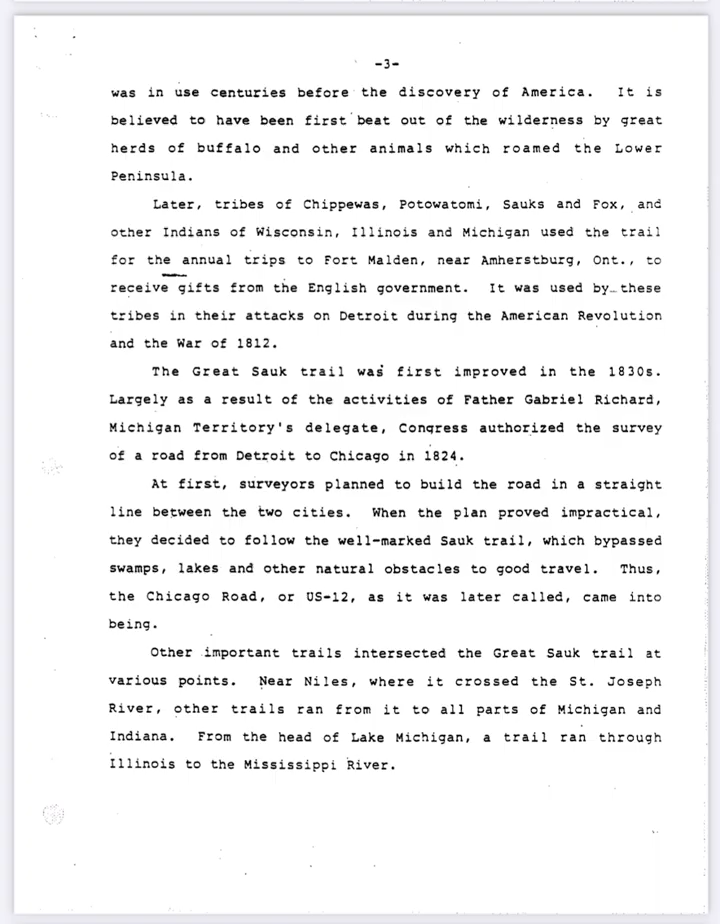 -3-
was in use centuries before the discovery of America. It is
believed to have been first beat out of the wilderness by great
herds of buffalo and other animals which roamed the Lower
Peninsula.
Later, tribes of Chippewas, Potowatomi, Sauks and Fox, and
other Indians of Wisconsin, Illinois and Michigan used the trail
for the annual trips to Fort Malden, near Amherstburg, Ont., to
receive gifts from the English government. It was used by these
tribes in their attacks on Detroit during the American Revolution
and the War of 1812.
The Great Sauk trail was first improved in the 1830s.
Largely as a result of the activities of Father Gabriel Richard,
Michigan Territory's delegate, Congress authorized the survey
of a road from Detroit to Chicago in 1824.
At first, surveyors planned to build the road in a straight
line between the two cities. When the plan proved impractical,
they decided to follow the well-marked Sauk trail, which bypassed
swamps, lakes and other natural obstacles to good travel. Thus,
the Chicago Road, or US-12, as it was later called, came into
being.
Other important trails intersected the Great Sauk trail at
various points. Near Niles, where it crossed the St. Joseph
River, other trails ran from it to all parts of Michigan and
Indiana. From the head of Lake Michigan, a trail ran through
Illinois to the Mississippi River.